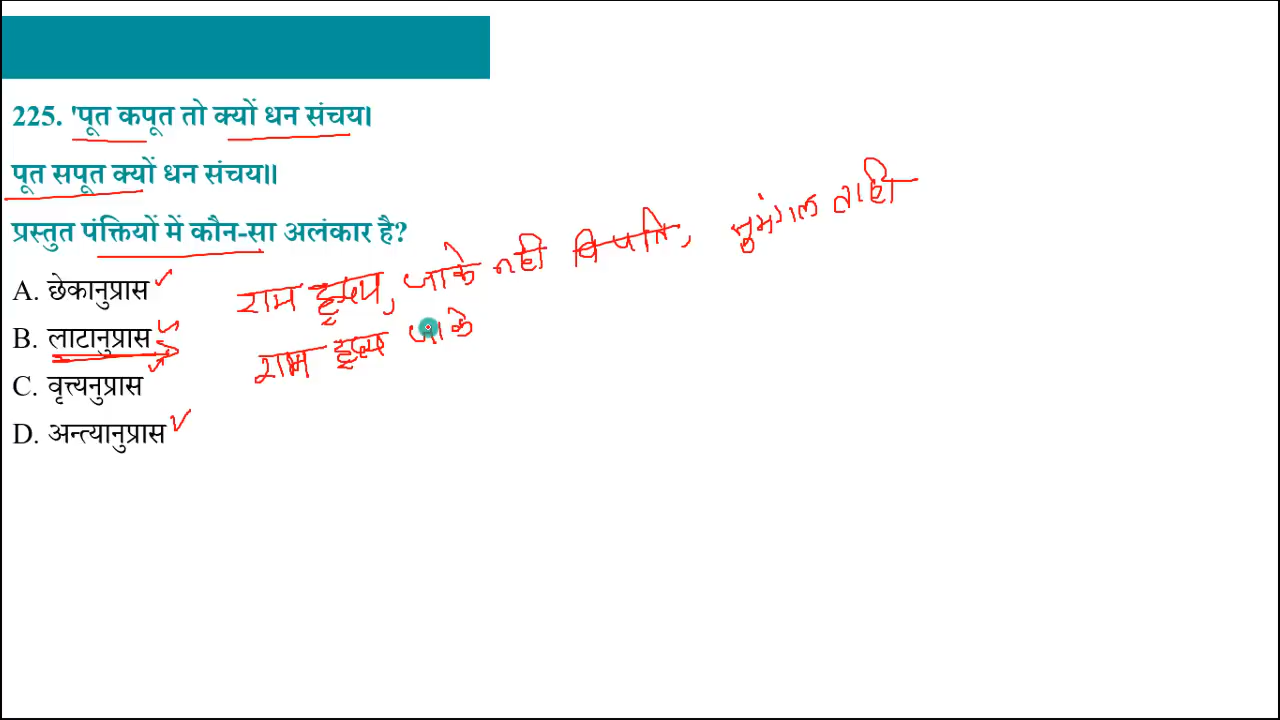 225. 'पूत कपूत तो क्यों धन संचय।
पूत सपूत क्यों धन संचय॥
प्रस्तुत पंक्तियों में कौन-सा अलंकार है?
A. छेकानुप्रास
B. लाटानुप्रास
C. वृत्त्यनुप्रास
D. अन्त्यानुप्रास
राम हृदय, जाके नही विपति, सुमंगल ताही
राम हृदय जाके